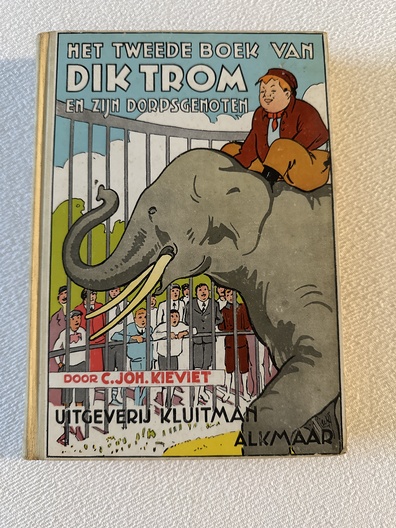 HET TWEEDE BOEK VAN
DIK TROM
EN ZIJN DORPSGENOTEN
DOOR C. JOH. KIEVIET
UITGEVERIJ KLUITMAN
ALKMAAR